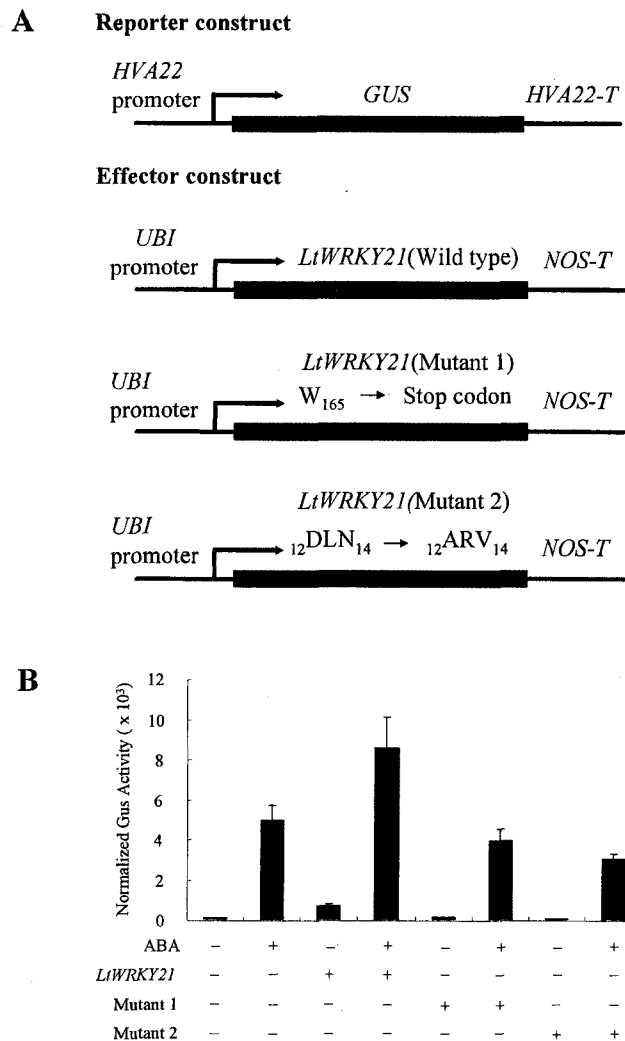 A
Reporter construct
HVA22 promoter
GUS
HVA22-T
Effector construct
UBI promoter
LtWRKY21(Wild type)
NOS-T
LtWRKY21(Mutant 1)
UBI promoter
W165 → Stop codon
NOS-T
LtWRKY21(Mutant 2)
UBI promoter
12DLN14 → 12ARV14
NOS-T
B
Normalized Gus Activity ( x 10³)
12
10
8
6
4
2
0
ABA − + − + − + − +
LtWRKY21 − − + + − − − −
Mutant 1 − − − − + + − −
Mutant 2 − − − − − − + +